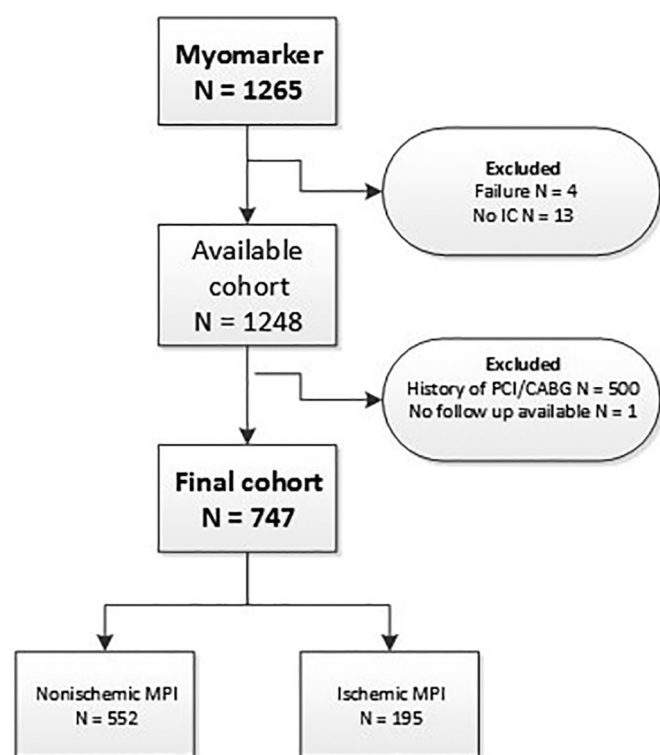 Myomarker
N = 1265
Excluded
Failure N = 4
No IC N = 13
Available
cohort
N = 1248
Excluded
History of PCI/CABG N = 500
No follow up available N = 1
Final cohort
N = 747
Nonischemic MPI
N = 552
Ischemic MPI
N = 195